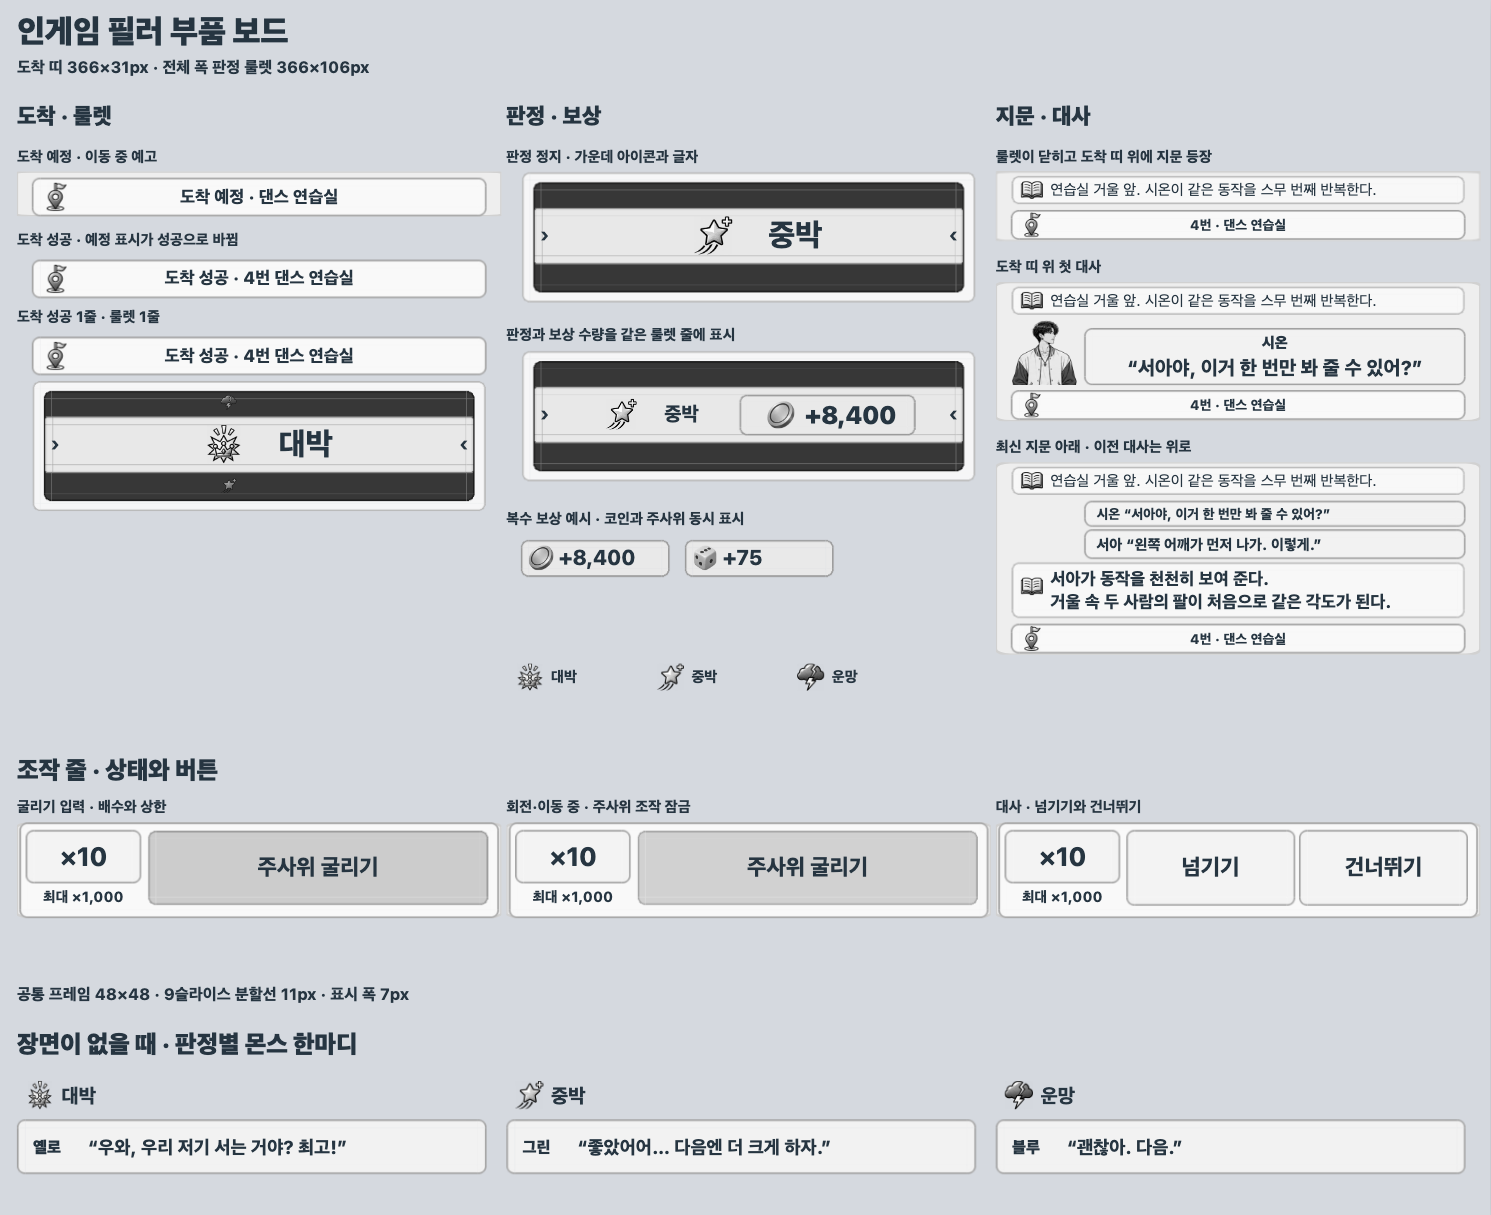 인게임 필러 부품 보드
도착 띠 366×31px · 전체 폭 판정 룰렛 366×106px
도착 · 룰렛
도착 예정 · 이동 중 예고
도착 예정 · 댄스 연습실
도착 성공 · 예정 표시가 성공으로 바뀜
도착 성공 · 4번 댄스 연습실
도착 성공 1줄 · 룰렛 1줄
도착 성공 · 4번 댄스 연습실
› 대박 ‹
판정 · 보상
판정 정지 · 가운데 아이콘과 글자
› 중박 ‹
판정과 보상 수량을 같은 룰렛 줄에 표시
› 중박 +8,400 ‹
복수 보상 예시 · 코인과 주사위 동시 표시
+8,400 +75
대박 중박 운망
지문 · 대사
룰렛이 닫히고 도착 띠 위에 지문 등장
연습실 거울 앞. 시온이 같은 동작을 스무 번째 반복한다.
4번 · 댄스 연습실
도착 띠 위 첫 대사
연습실 거울 앞. 시온이 같은 동작을 스무 번째 반복한다.
시온
“서아야, 이거 한 번만 봐 줄 수 있어?”
4번 · 댄스 연습실
최신 지문 아래 · 이전 대사는 위로
연습실 거울 앞. 시온이 같은 동작을 스무 번째 반복한다.
시온 “서아야, 이거 한 번만 봐 줄 수 있어?”
서아 “왼쪽 어깨가 먼저 나가. 이렇게.”
서아가 동작을 천천히 보여 준다.
거울 속 두 사람의 팔이 처음으로 같은 각도가 된다.
4번 · 댄스 연습실
조작 줄 · 상태와 버튼
굴리기 입력 · 배수와 상한
×10
최대 ×1,000
주사위 굴리기
회전·이동 중 · 주사위 조작 잠금
×10
최대 ×1,000
주사위 굴리기
대사 · 넘기기와 건너뛰기
×10
최대 ×1,000
넘기기
건너뛰기
공통 프레임 48×48 · 9슬라이스 분할선 11px · 표시 폭 7px
장면이 없을 때 · 판정별 몬스 한마디
대박
옐로 “우와, 우리 저기 서는 거야? 최고!”
중박
그린 “좋았어어… 다음엔 더 크게 하자.”
운망
블루 “괜찮아. 다음.”